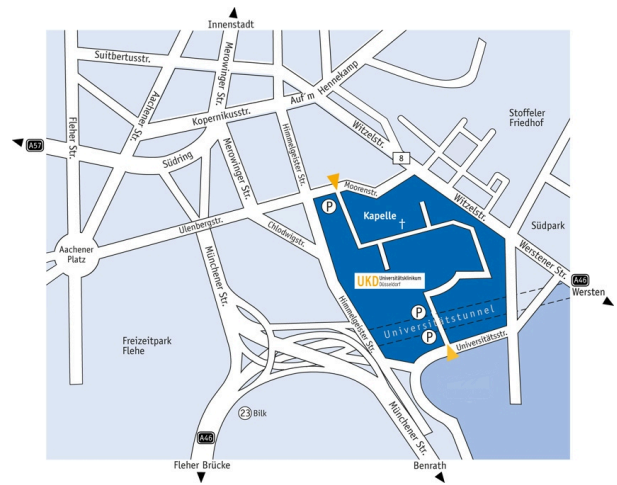 Innenstadt
Suitbertusstr.
Merowinger Str.
Auf'm Hennekamp
Aachener Str.
Kopernikusstr.
Fleher Str.
Witzelstr.
Stoffeler
Friedhof
A57
Südring
Merowinger Str.
Himmelgeister Str.
8
Moorenstr.
P
Kapelle
Witzelstr.
Ulenbergstr.
Chlodwigstr.
Südpark
Aachener
Platz
Werstener Str.
Münchener Str.
UKD Universitätsklinikum
Düsseldorf
A46
Wersten
Himmelgeister Str.
P
Universitätstunnel
P
Universitätsstr.
Freizeitpark
Flehe
Münchener Str.
23 Bilk
A46
Fleher Brücke
Benrath